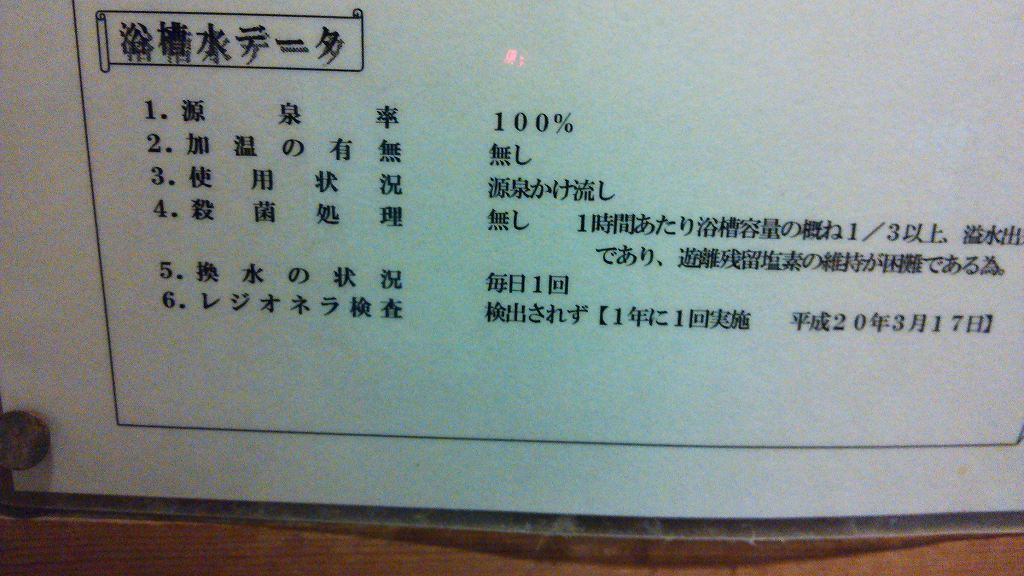 浴槽水データ
1. 源泉率 100%
2. 加温の有無 無し
3. 使用状況 源泉かけ流し
4. 殺菌処理 無し 1時間あたり浴槽容量の概ね1/3以上、溢水出
であり、遊離残留塩素の維持が困難である為。
5. 換水の状況 毎日1回
6. レジオネラ検査 検出されず【1年に1回実施 平成20年3月17日】